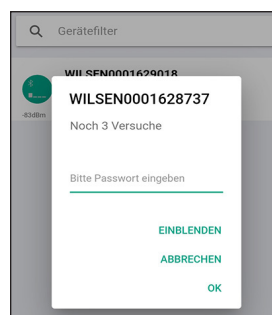 Gerätefilter
WILSEN0001629018
-83dBm
WILSEN0001628737
Noch 3 Versuche
Bitte Passwort eingeben
EINBLENDEN
ABBRECHEN
OK